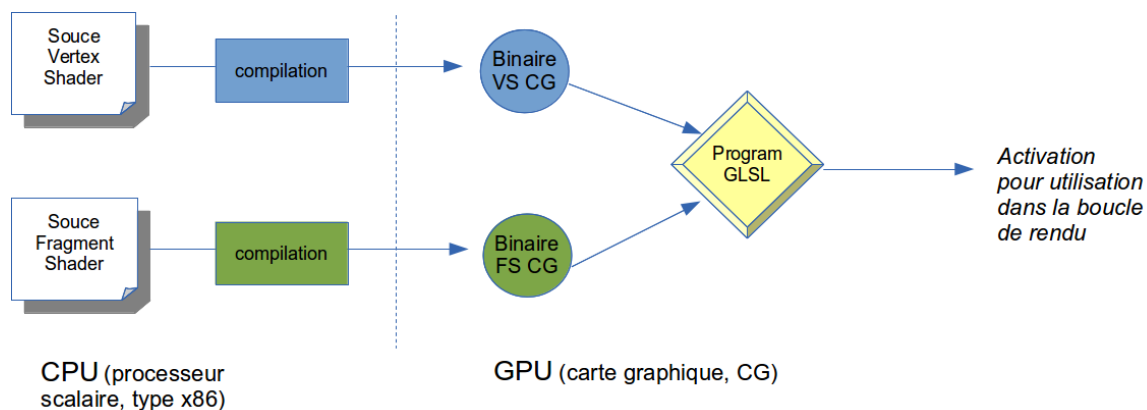 Souce
Vertex
Shader
compilation
Binaire
VS CG
Program
GLSL
Activation
pour utilisation
dans la boucle
de rendu
Souce
Fragment
Shader
compilation
Binaire
FS CG
CPU (processeur
scalaire, type x86)
GPU (carte graphique, CG)